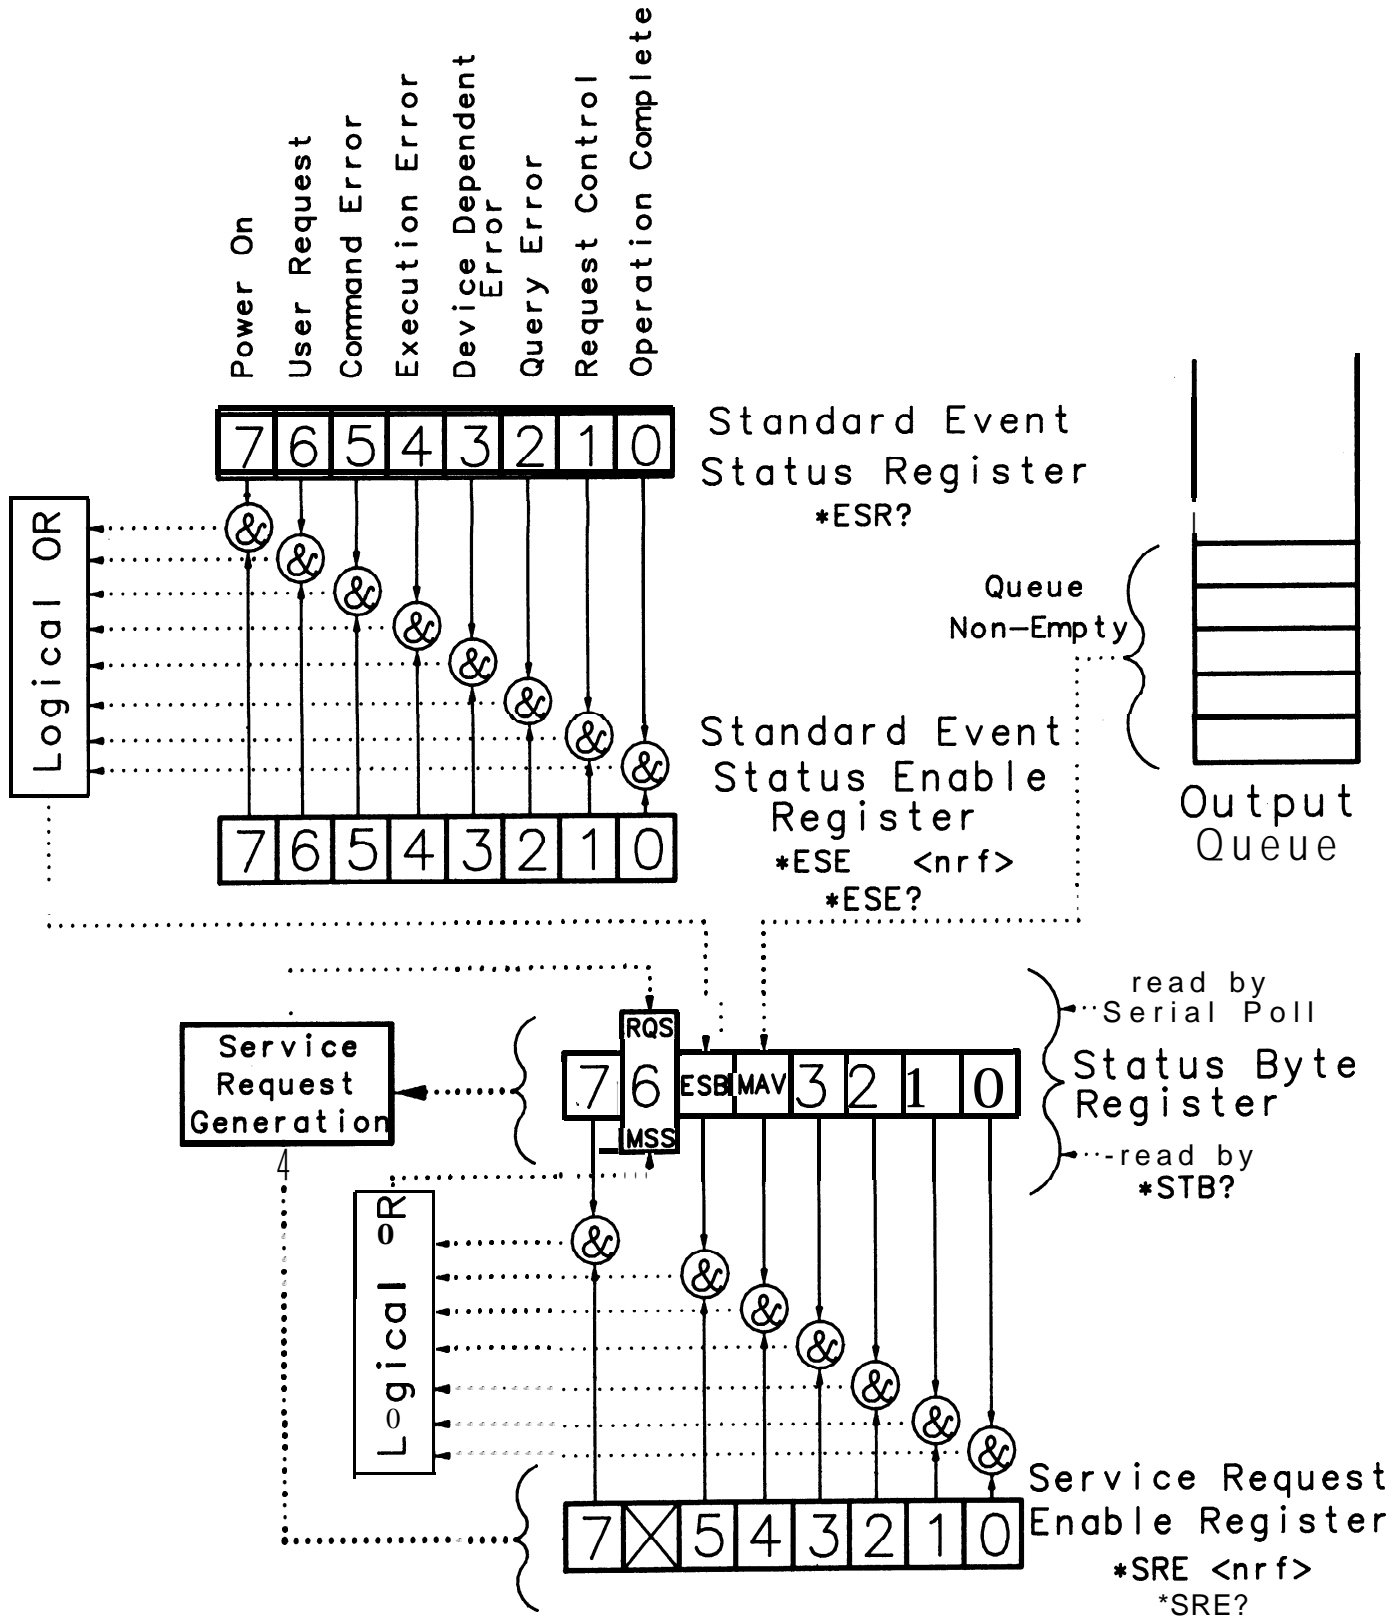 Power On
User Request
Command Error
Execution Error
Device Dependent
Error
Query Error
Request Control
Operation Complete
7 6 5 4 3 2 1 0
Standard Event
Status Register
*ESR?
Logical OR
& & & & & & & &
Queue
Non-Empty
Output
Queue
Standard Event
Status Enable
Register
*ESE <nrf>
*ESE?
7 6 5 4 3 2 1 0
read by
Serial Poll
Service
Request
Generation
4
RQS
7 6 ESB MAV 3 2 1 0
MSS
Status Byte
Register
-read by
*STB?
Logical OR
& & & & & & &
7 5 4 3 2 1 0
Service Request
Enable Register
*SRE <nrf>
*SRE?